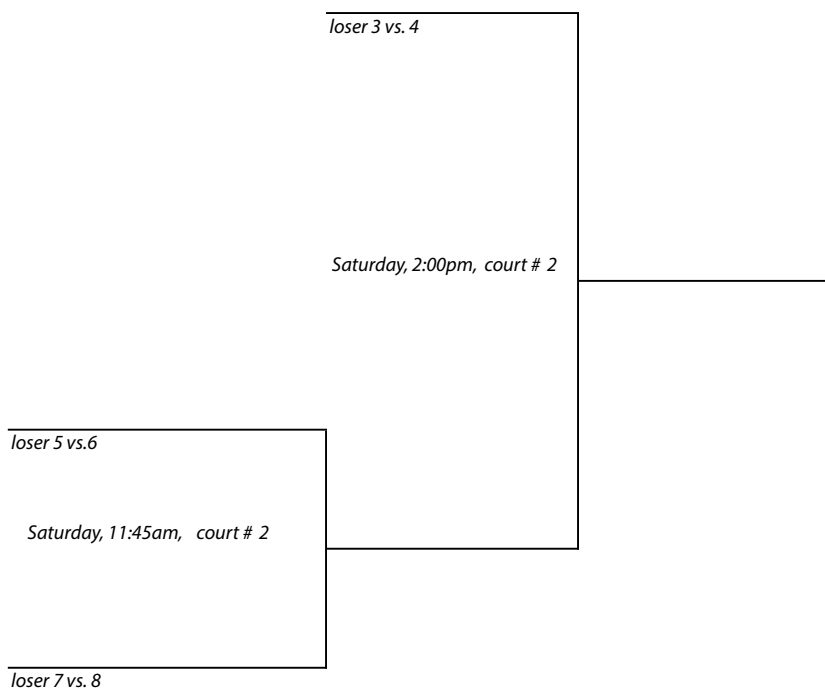 loser 3 vs. 4
Saturday, 2:00pm, court # 2
loser 5 vs.6
Saturday, 11:45am, court # 2
loser 7 vs. 8